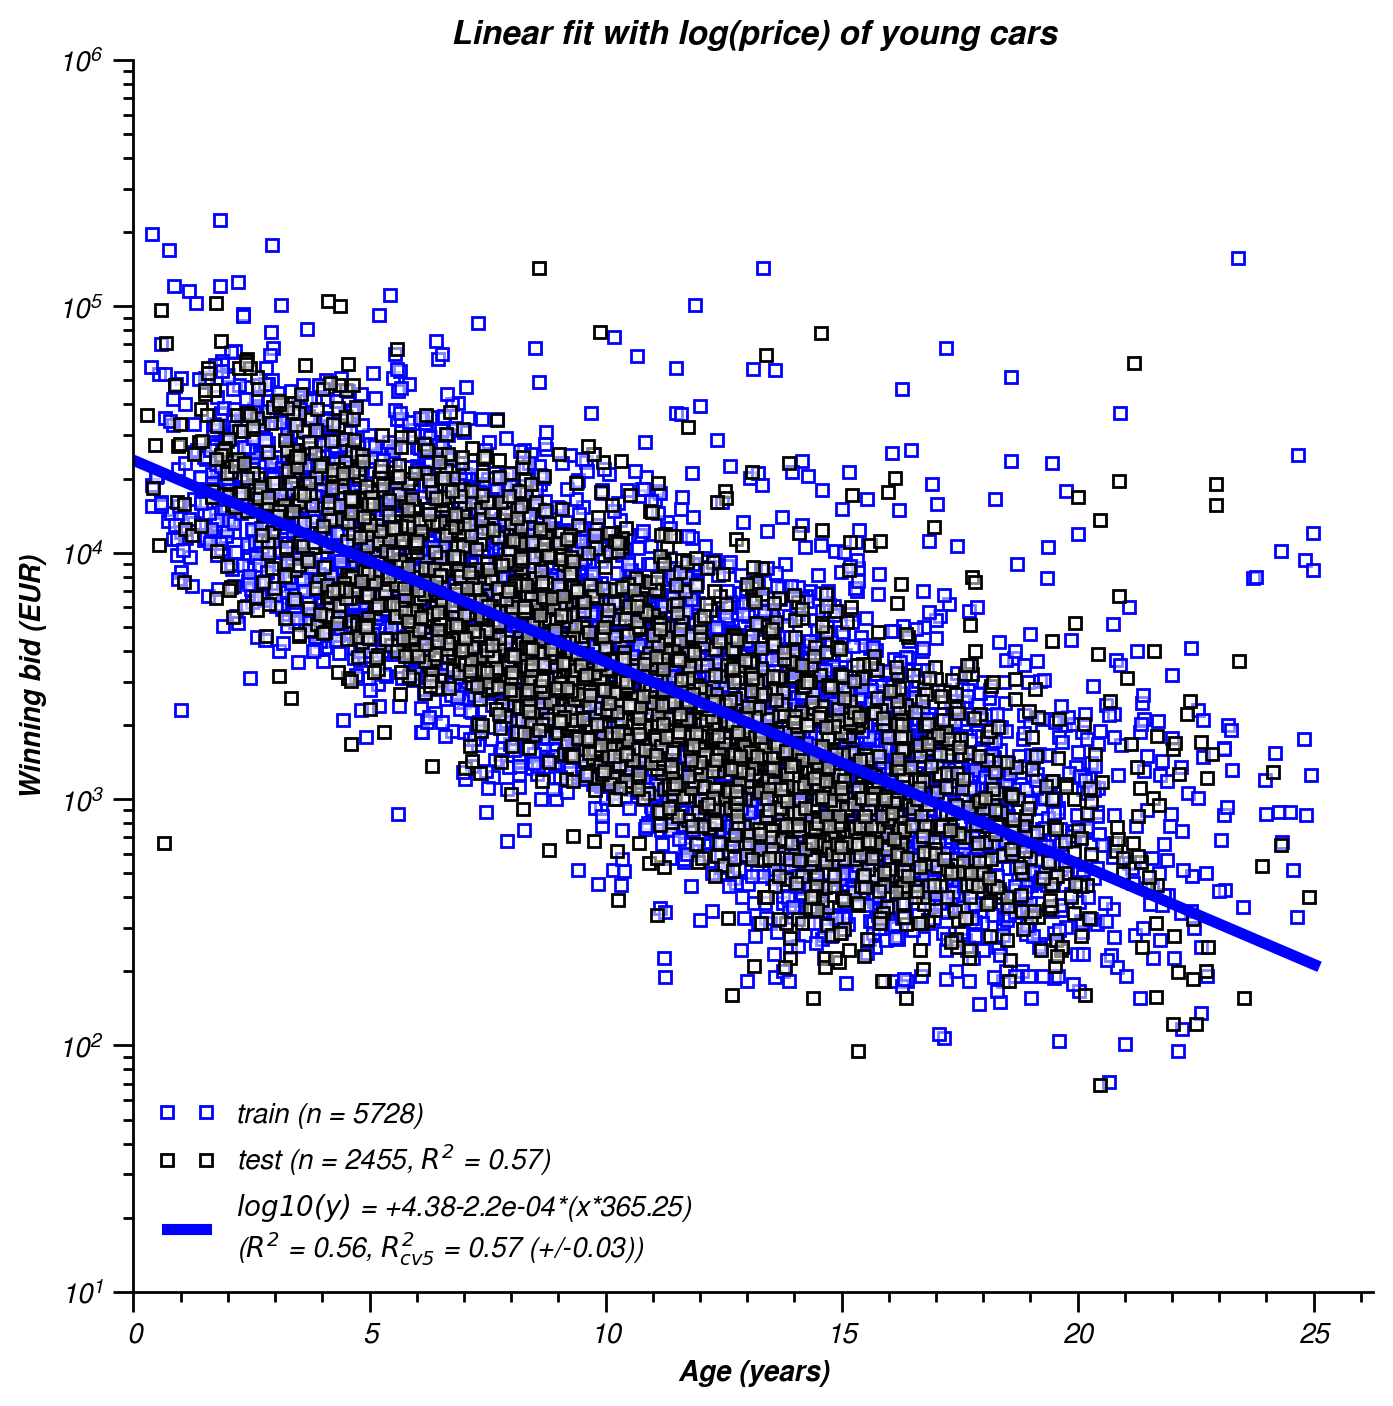 Linear fit with log(price) of young cars
10^6
10^5
10^4
10^3
10^2
10^1
Winning bid (EUR)
train (n = 5728)
test (n = 2455, R^2 = 0.57)
log10(y) = +4.38-2.2e-04*(x*365.25)
(R^2 = 0.56, R^2_cv5 = 0.57 (+/-0.03))
0 5 10 15 20 25
Age (years)